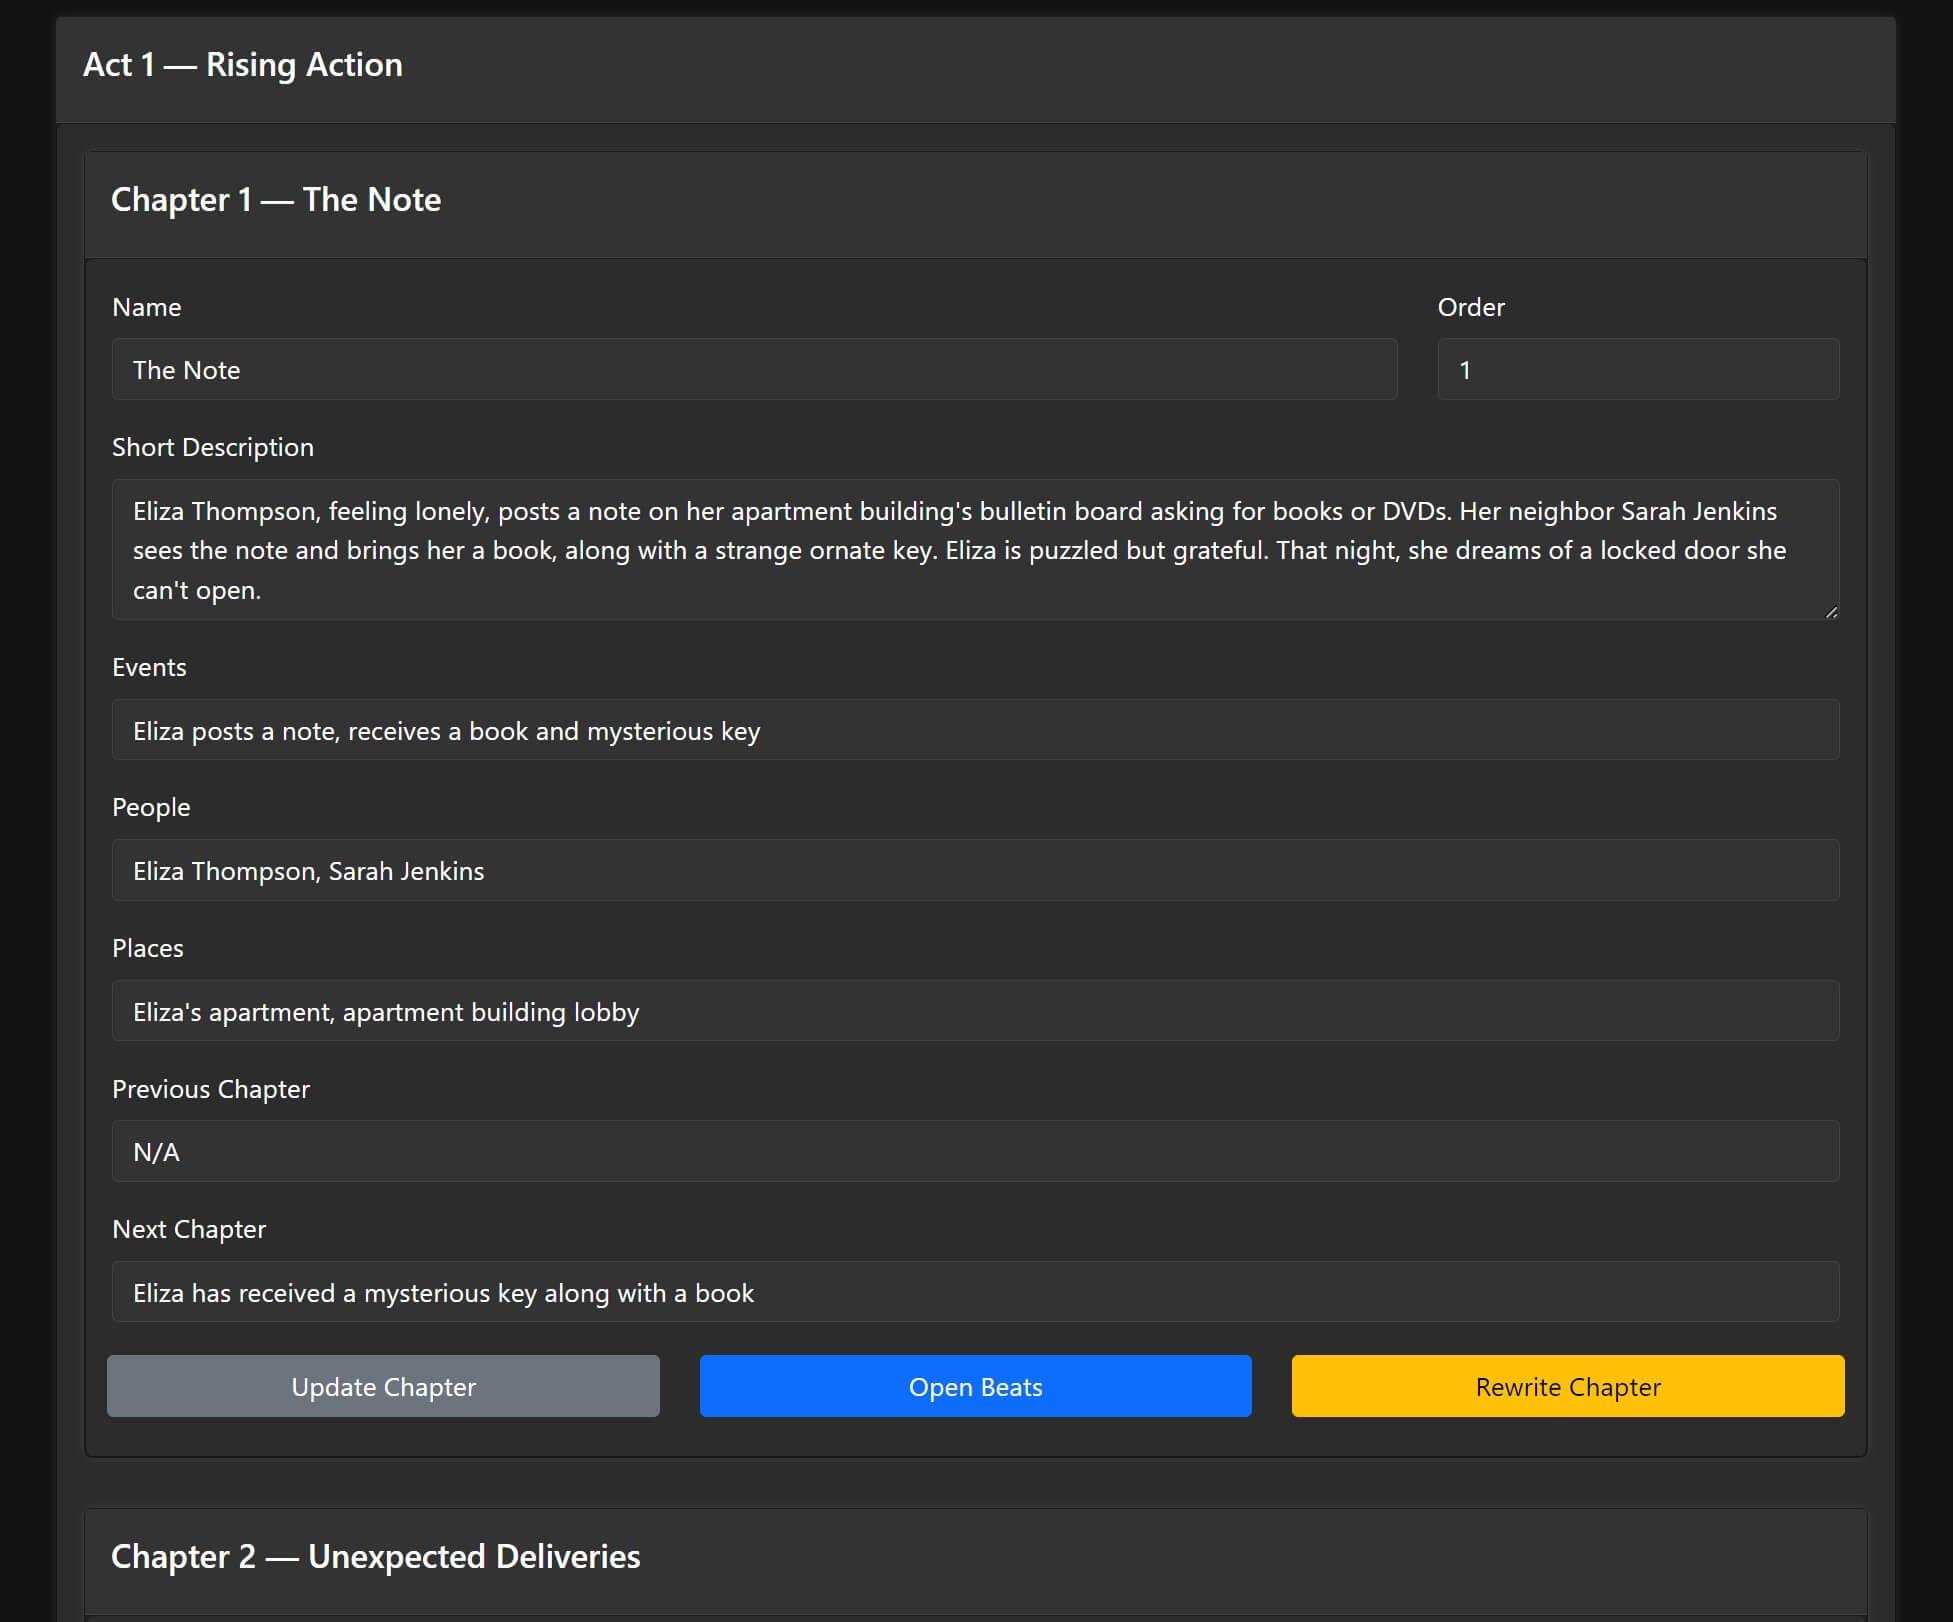 Act 1 — Rising Action
Chapter 1 — The Note
Name
Order
The Note
1
Short Description
Eliza Thompson, feeling lonely, posts a note on her apartment building's bulletin board asking for books or DVDs. Her neighbor Sarah Jenkins
sees the note and brings her a book, along with a strange ornate key. Eliza is puzzled but grateful. That night, she dreams of a locked door she
can't open.
Events
Eliza posts a note, receives a book and mysterious key
People
Eliza Thompson, Sarah Jenkins
Places
Eliza's apartment, apartment building lobby
Previous Chapter
N/A
Next Chapter
Eliza has received a mysterious key along with a book
Update Chapter
Open Beats
Rewrite Chapter
Chapter 2 — Unexpected Deliveries